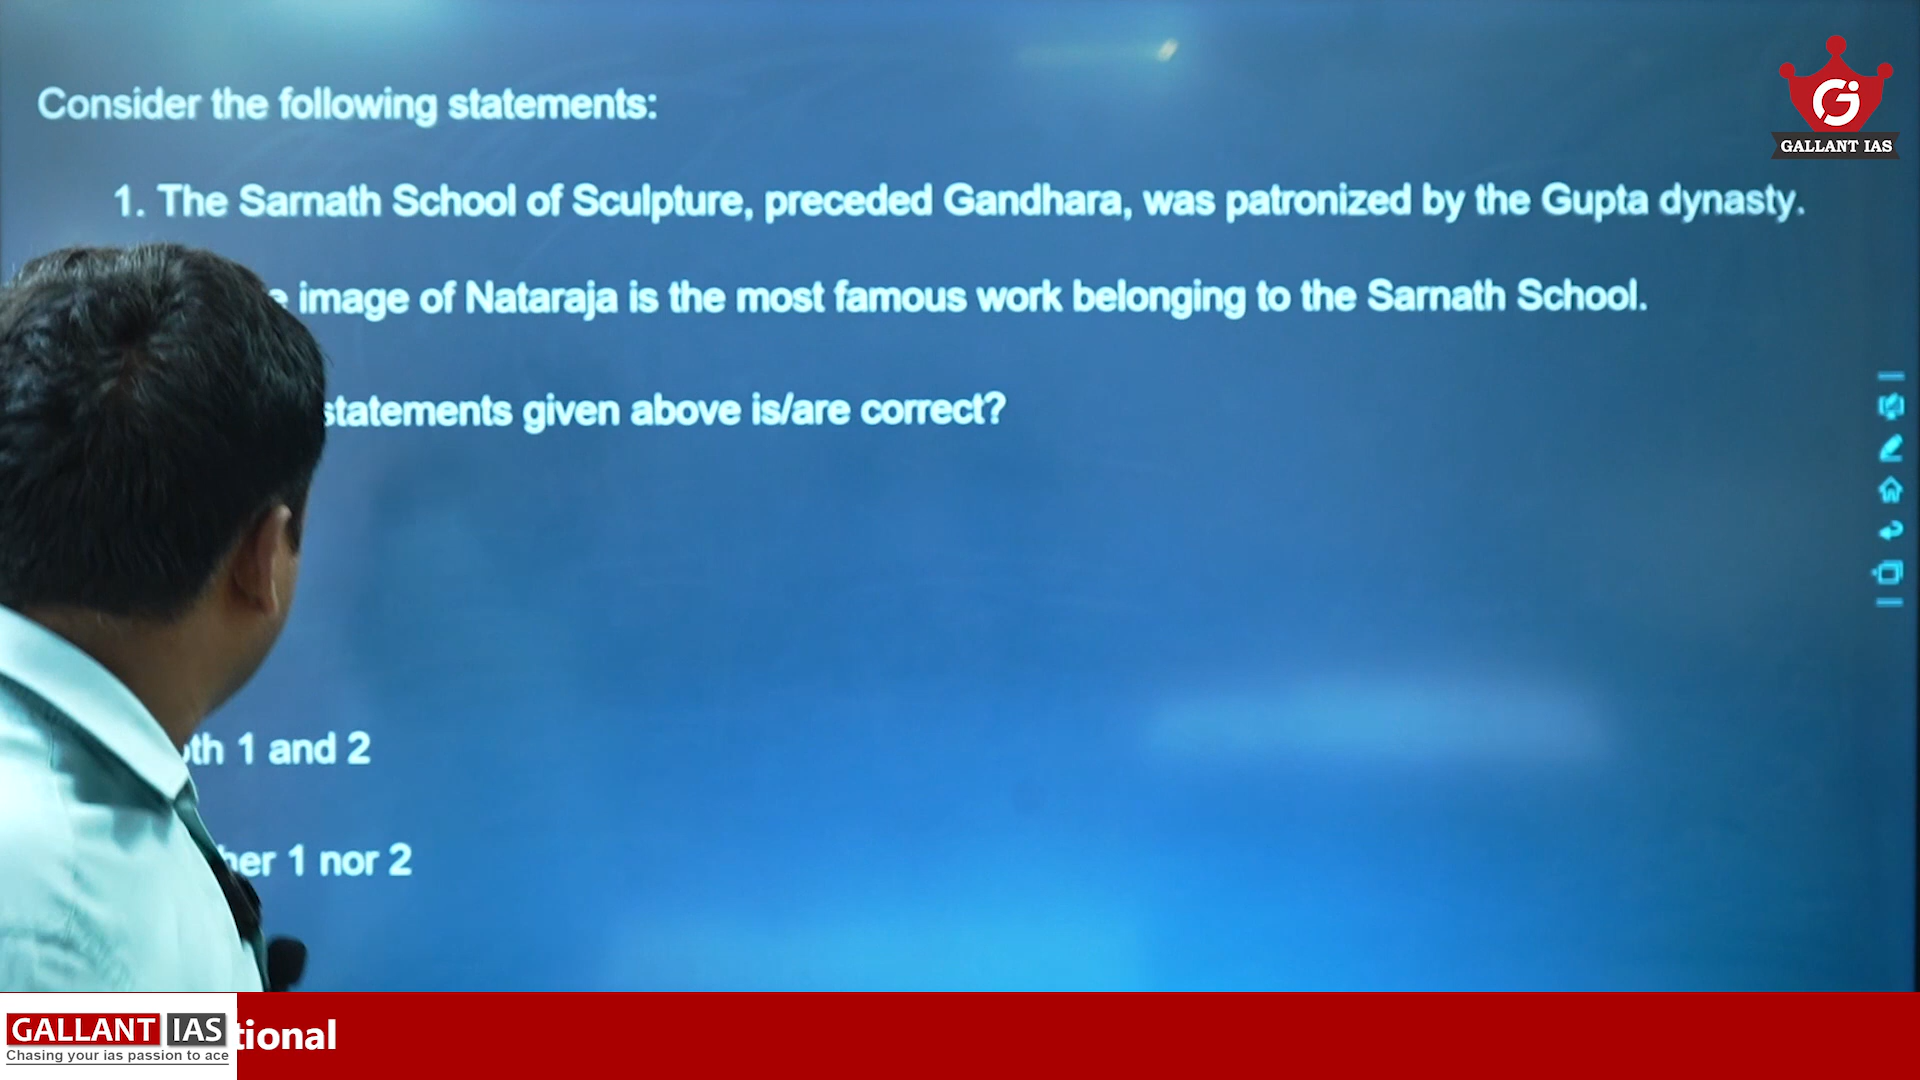 Consider the following statements:
GALLANT IAS
1. The Sarnath School of Sculpture, preceded Gandhara, was patronized by the Gupta dynasty.
image of Nataraja is the most famous work belonging to the Sarnath School.
statements given above is/are correct?
1 and 2
1 nor 2
GALLANT IAS
Chasing your ias passion to ace